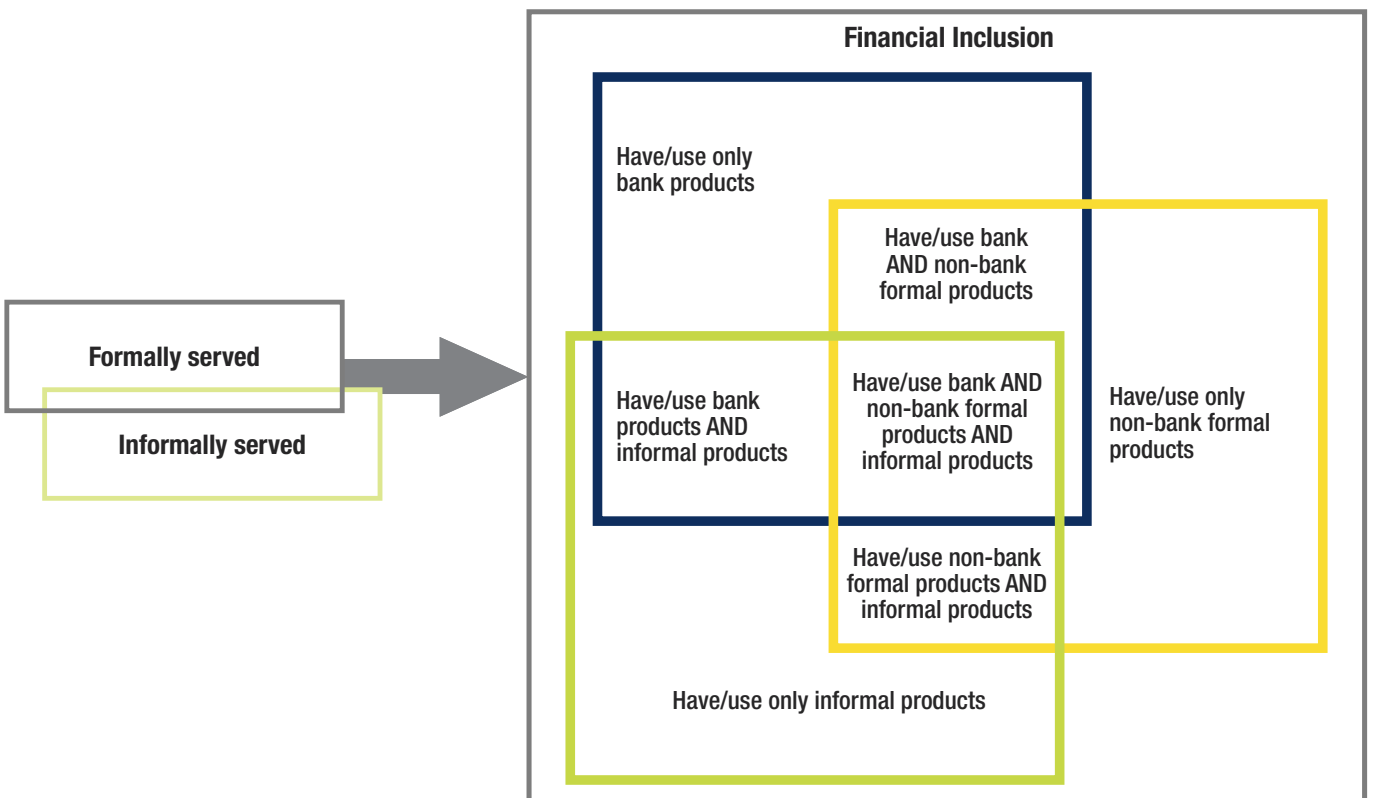 Financial Inclusion
Have/use only
bank products
Have/use bank
AND non-bank
formal products
Formally served
Informally served
Have/use bank
products AND
informal products
Have/use bank AND
non-bank formal
products AND
informal products
Have/use only
non-bank formal
products
Have/use non-bank
formal products AND
informal products
Have/use only informal products